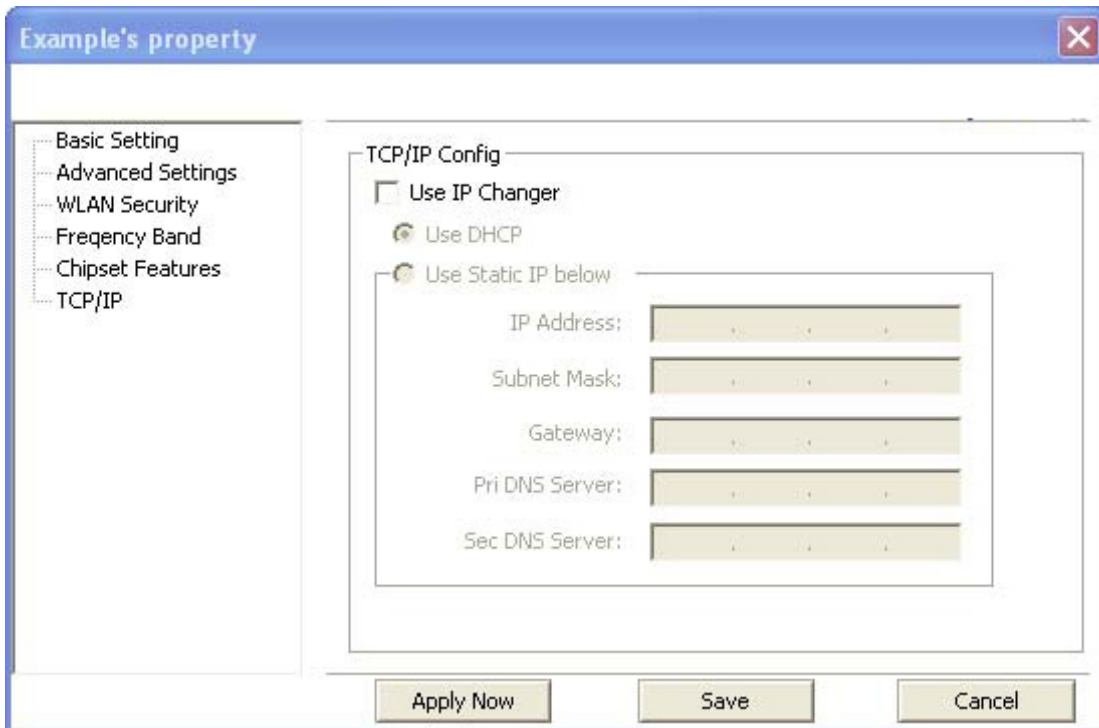 Example's property
Basic Setting
Advanced Settings
WLAN Security
Freqency Band
Chipset Features
TCP/IP
TCP/IP Config
Use IP Changer
Use DHCP
Use Static IP below
IP Address:
Subnet Mask:
Gateway:
Pri DNS Server:
Sec DNS Server:
Apply Now
Save
Cancel